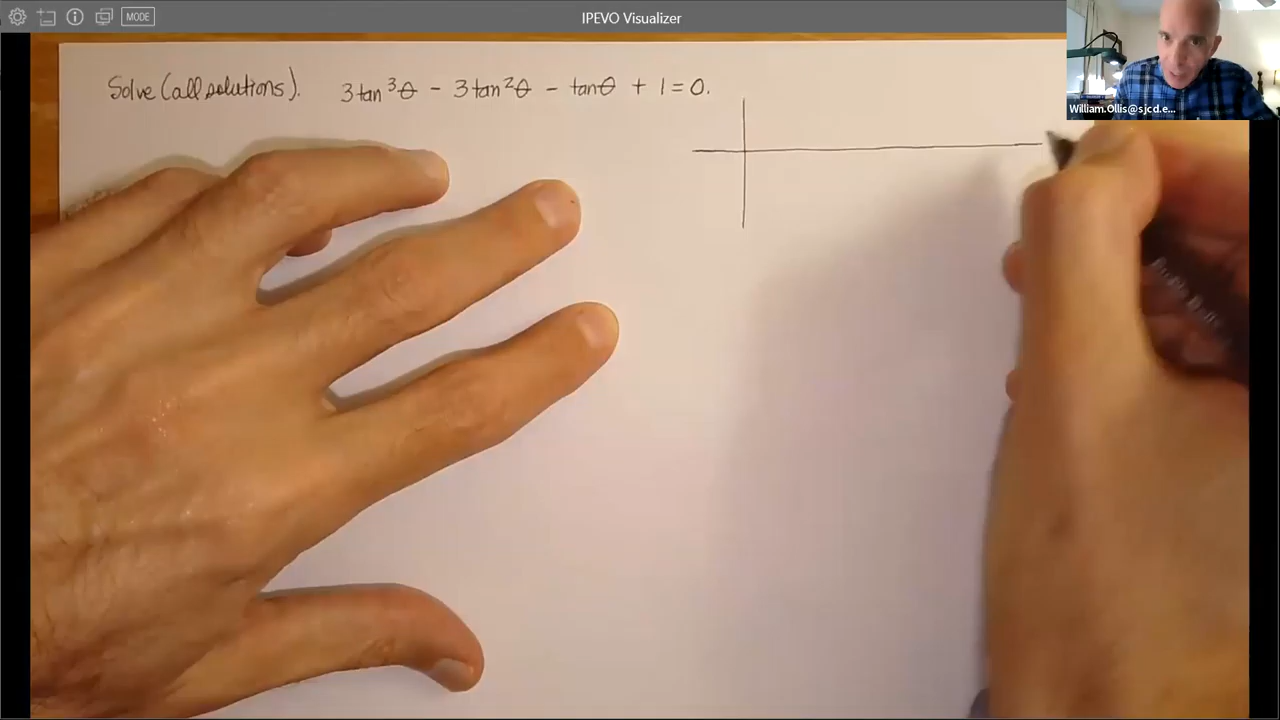 MODE
IPEVO Visualizer
William.Ollis@sjcd.e...
Solve (all solutions). 3tan³θ - 3tan²θ - tanθ + 1 = 0.